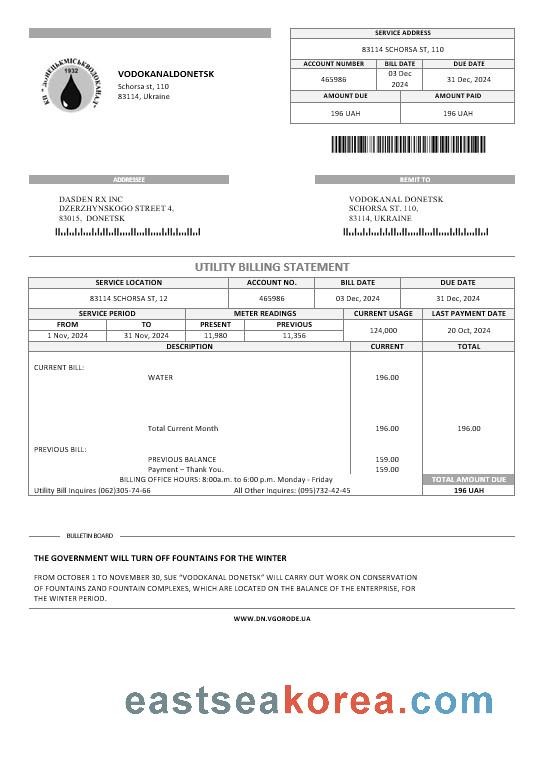 SERVICE ADDRESS
83114 SCHORSA ST, 110
ACCOUNT NUMBER BILL DATE DUE DATE
465986 03 Dec 2024 31 Dec, 2024
AMOUNT DUE AMOUNT PAID
196 UAH 196 UAH
КП "ДОНЕЦЬКМІСЬКВОДОКАНАЛ"
1932
VODOKANALDONETSK
Schorsa st, 110
83114, Ukraine
ADDRESSEE
DASDEN RX INC
DZERZHYNSKOGO STREET 4,
83015, DONETSK
REMIT TO
VODOKANAL DONETSK
SCHORSA ST. 110,
83114, UKRAINE
UTILITY BILLING STATEMENT
SERVICE LOCATION ACCOUNT NO. BILL DATE DUE DATE
83114 SCHORSA ST, 12 465986 03 Dec, 2024 31 Dec, 2024
SERVICE PERIOD METER READINGS CURRENT USAGE LAST PAYMENT DATE
FROM TO PRESENT PREVIOUS 124,000 20 Oct, 2024
1 Nov, 2024 31 Nov, 2024 11,980 11,356
DESCRIPTION CURRENT TOTAL
CURRENT BILL:
WATER 196.00
Total Current Month 196.00 196.00
PREVIOUS BILL:
PREVIOUS BALANCE 159.00
Payment – Thank You. 159.00
BILLING OFFICE HOURS: 8:00a.m. to 6:00 p.m. Monday - Friday TOTAL AMOUNT DUE
Utility Bill Inquires (062)305-74-66 All Other Inquires: (095)732-42-45 196 UAH
BULLETIN BOARD
THE GOVERNMENT WILL TURN OFF FOUNTAINS FOR THE WINTER
FROM OCTOBER 1 TO NOVEMBER 30, SUE "VODOKANAL DONETSK" WILL CARRY OUT WORK ON CONSERVATION
OF FOUNTAINS ZAND FOUNTAIN COMPLEXES, WHICH ARE LOCATED ON THE BALANCE OF THE ENTERPRISE, FOR
THE WINTER PERIOD.
WWW.DN.VGORODE.UA
eastseakorea.com